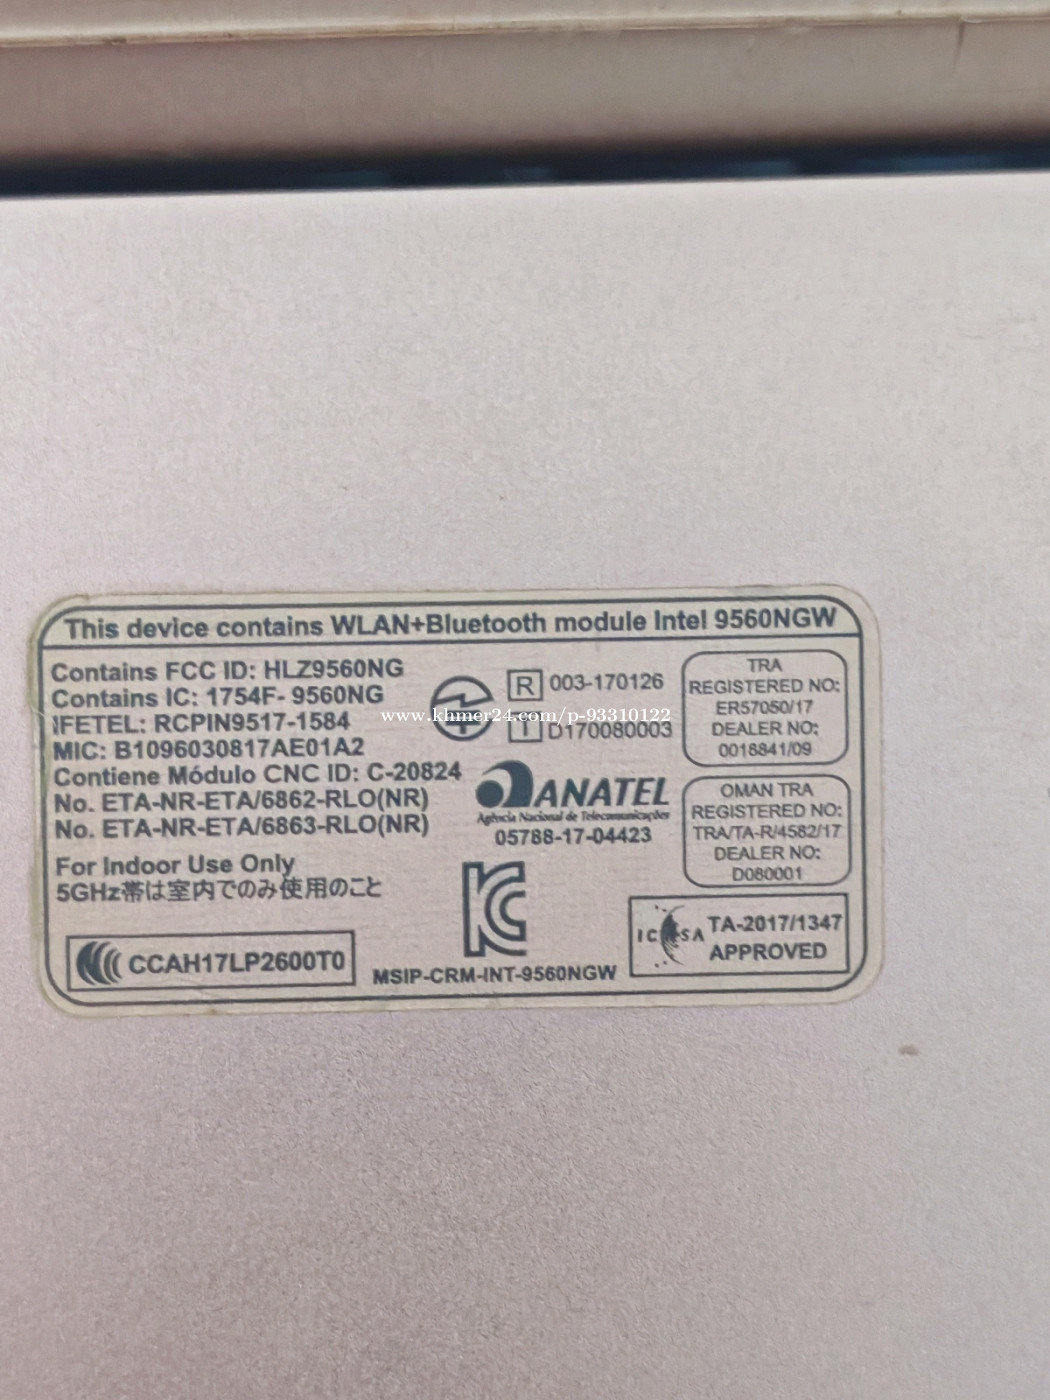 This device contains WLAN+Bluetooth module Intel 9560NGW
Contains FCC ID: HLZ9560NG
Contains IC: 1754F- 9560NG
IFETEL: RCPIN9517-1584
MIC: B1096030817AE01A2
Contiene Módulo CNC ID: C-20824
No. ETA-NR-ETA/6862-RLO(NR)
No. ETA-NR-ETA/6863-RLO(NR)
For Indoor Use Only
5GHz帯は室内でのみ使用のこと
CCAH17LP2600T0
R 003-170126
T D170080003
www.khmer24.com/p-93310122
ANATEL
Agência Nacional de Telecomunicações
05788-17-04423
MSIP-CRM-INT-9560NGW
TRA
REGISTERED NO:
ER57050/17
DEALER NO:
0018841/09
OMAN TRA
REGISTERED NO:
TRA/TA-R/4582/17
DEALER NO:
D080001
ICASA TA-2017/1347
APPROVED